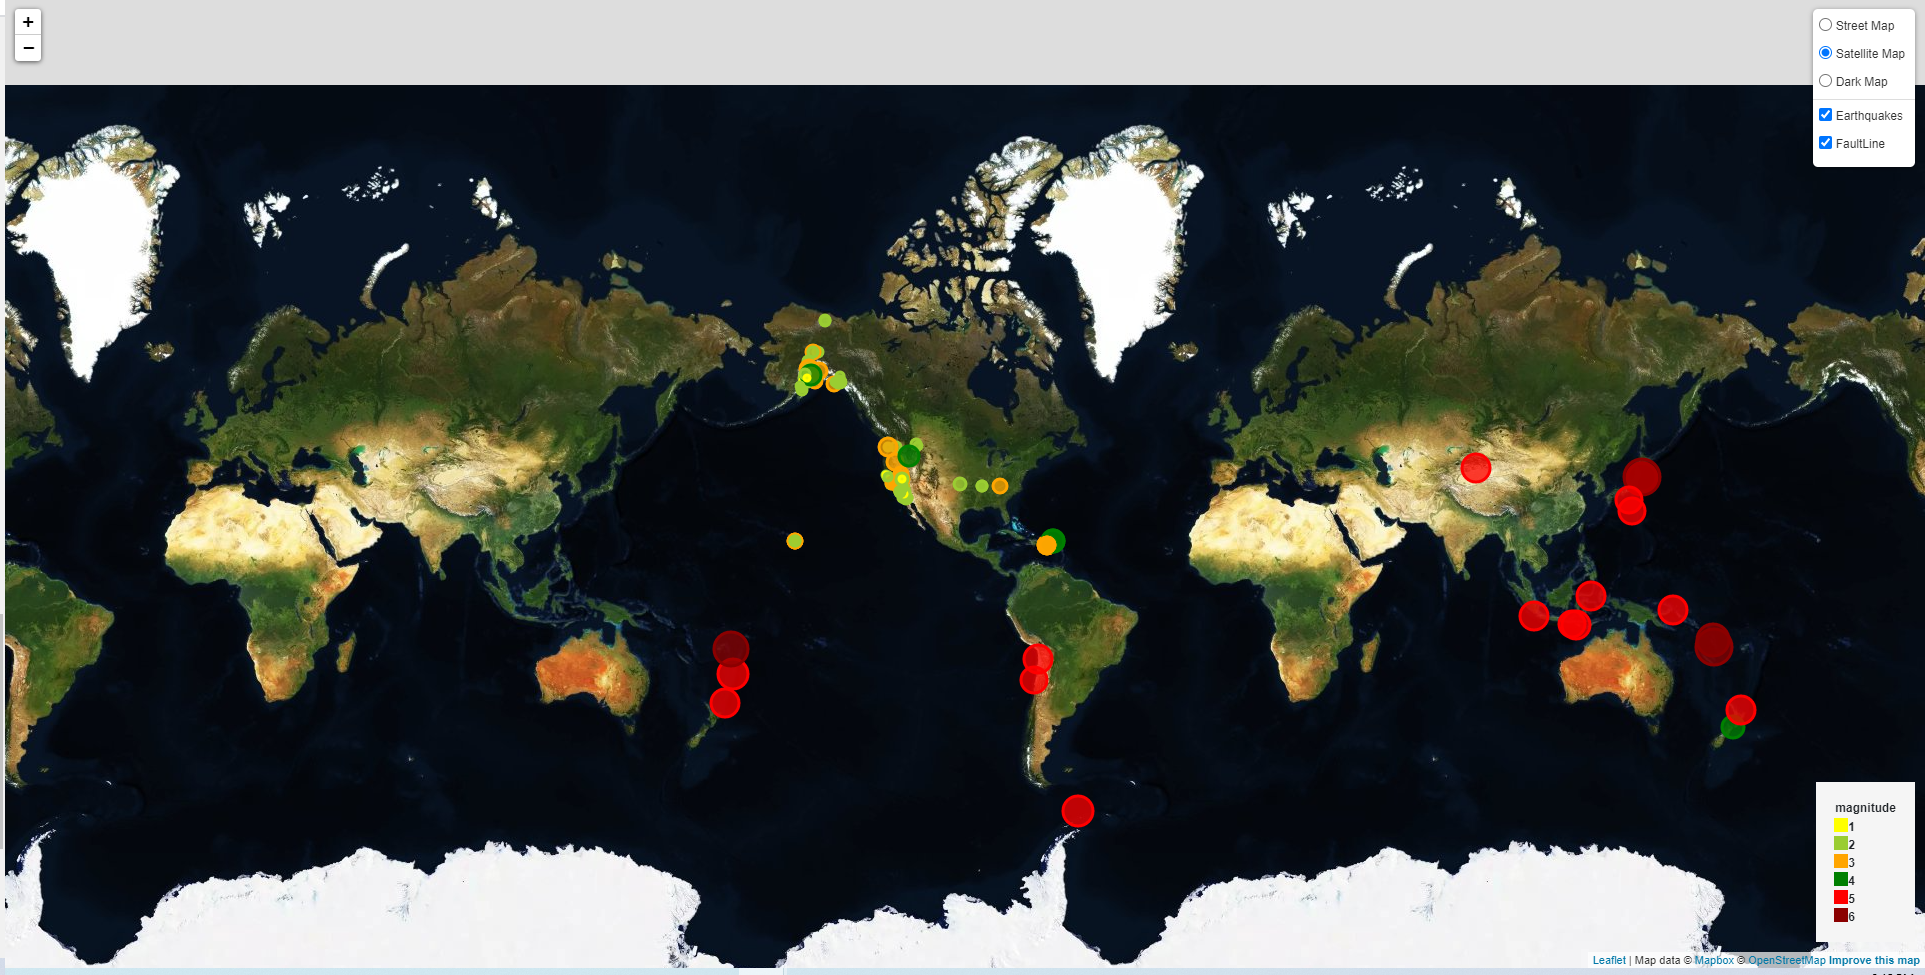 +
−
Street Map
Satellite Map
Dark Map
Earthquakes
FaultLine
magnitude
1
2
3
4
5
6
Leaflet | Map data © Mapbox © OpenStreetMap Improve this map